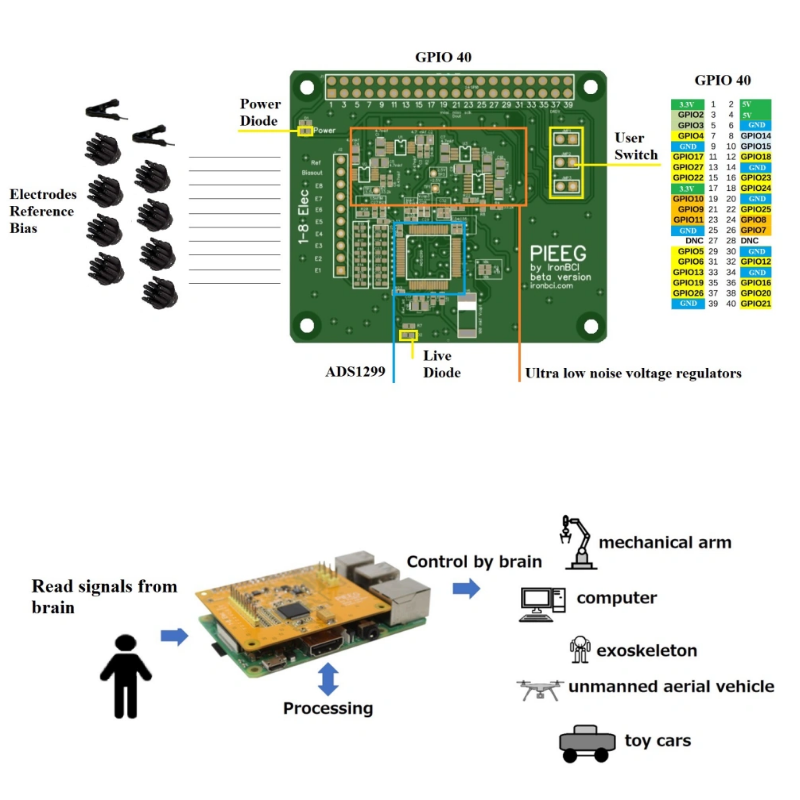 GPIO 40
1 3 5 7 9 11 13 15 17 19 21 23 25 27 29 31 33 35 37 39
Power
Diode
Power
Electrodes
Reference
Bias
Ref
Biasout
E8
E7
E6
E5
E4
E3
E2
E1
1-8 Elec
PIEEG
by IronBCI
beta version
ironbci.com
User
Switch
ADS1299
Live
Diode
Ultra low noise voltage regulators
GPIO 40
3.3V 1 2 5V
GPIO2 3 4 5V
GPIO3 5 6 GND
GPIO4 7 8 GPIO14
GND 9 10 GPIO15
GPIO17 11 12 GPIO18
GPIO27 13 14 GND
GPIO22 15 16 GPIO23
3.3V 17 18 GPIO24
GPIO10 19 20 GND
GPIO9 21 22 GPIO25
GPIO11 23 24 GPIO8
GND 25 26 GPIO7
DNC 27 28 DNC
GPIO5 29 30 GND
GPIO6 31 32 GPIO12
GPIO13 33 34 GND
GPIO19 35 36 GPIO16
GPIO26 37 38 GPIO20
GND 39 40 GPIO21
Read signals from
brain
Control by brain
Processing
mechanical arm
computer
exoskeleton
unmanned aerial vehicle
toy cars